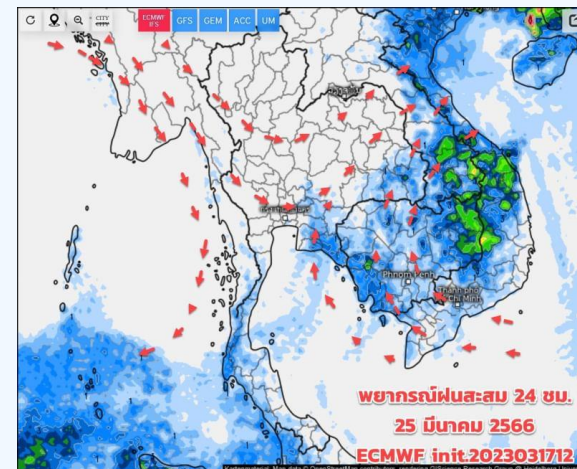 CITY
CITY
ECMWF
IFS
GFS
GEM
ACC
UM
Phnom Penh
Thành phố
Chí Minh
พยากรณ์ฝนสะสม 24 ชม.
25 มีนาคม 2566
ECMWF init.2023031712